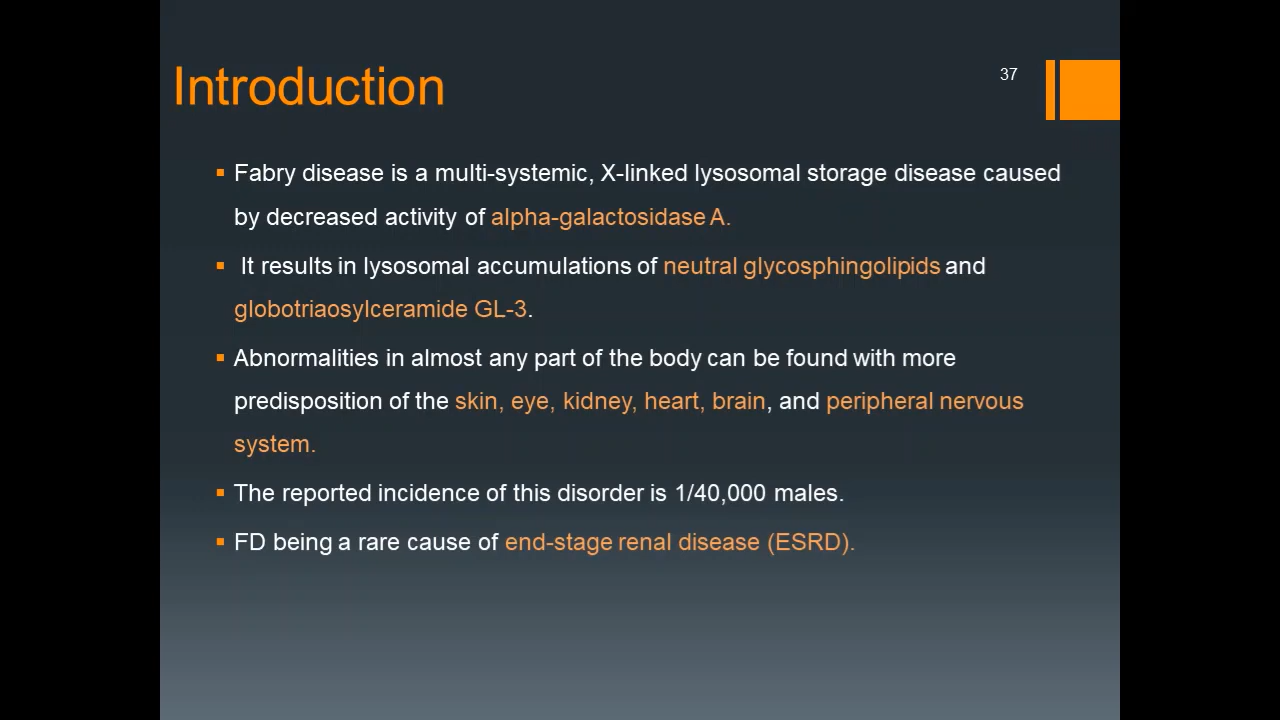 37
Introduction
▪ Fabry disease is a multi-systemic, X-linked lysosomal storage disease caused
by decreased activity of alpha-galactosidase A.
▪ It results in lysosomal accumulations of neutral glycosphingolipids and
globotriaosylceramide GL-3.
▪ Abnormalities in almost any part of the body can be found with more
predisposition of the skin, eye, kidney, heart, brain, and peripheral nervous
system.
▪ The reported incidence of this disorder is 1/40,000 males.
▪ FD being a rare cause of end-stage renal disease (ESRD).